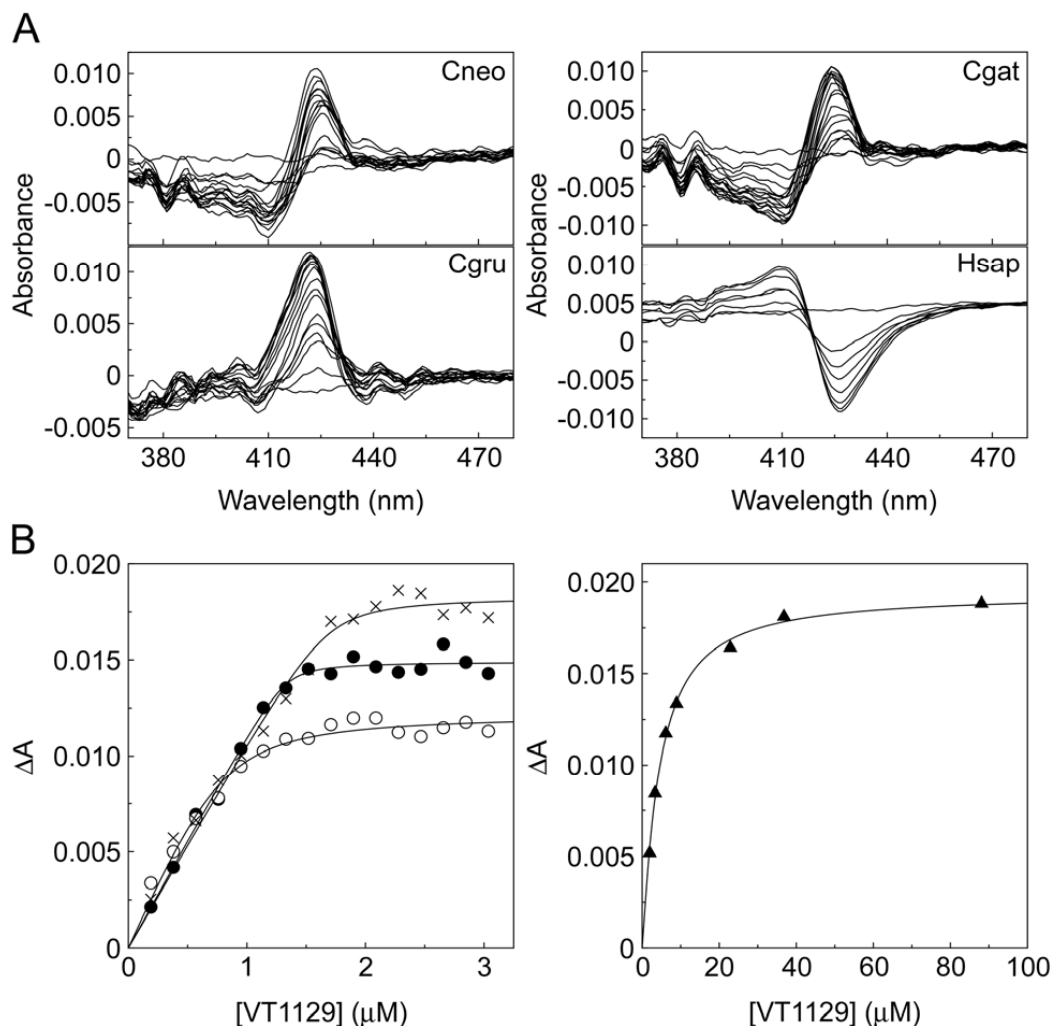 A
Cneo
Cgat
0.010
0.005
0
-0.005
Absorbance
0.010
0.005
0
-0.005
-0.010
Absorbance
Cgru
Hsap
0.010
0.005
0
-0.005
Absorbance
0.010
0.005
0
-0.005
-0.010
Absorbance
380 410 440 470
380 410 440 470
Wavelength (nm)
Wavelength (nm)
B
0.020
0.015
0.010
0.005
0
ΔA
0 1 2 3
[VT1129] (μM)
0.020
0.015
0.010
0.005
0
ΔA
0 20 40 60 80 100
[VT1129] (μM)